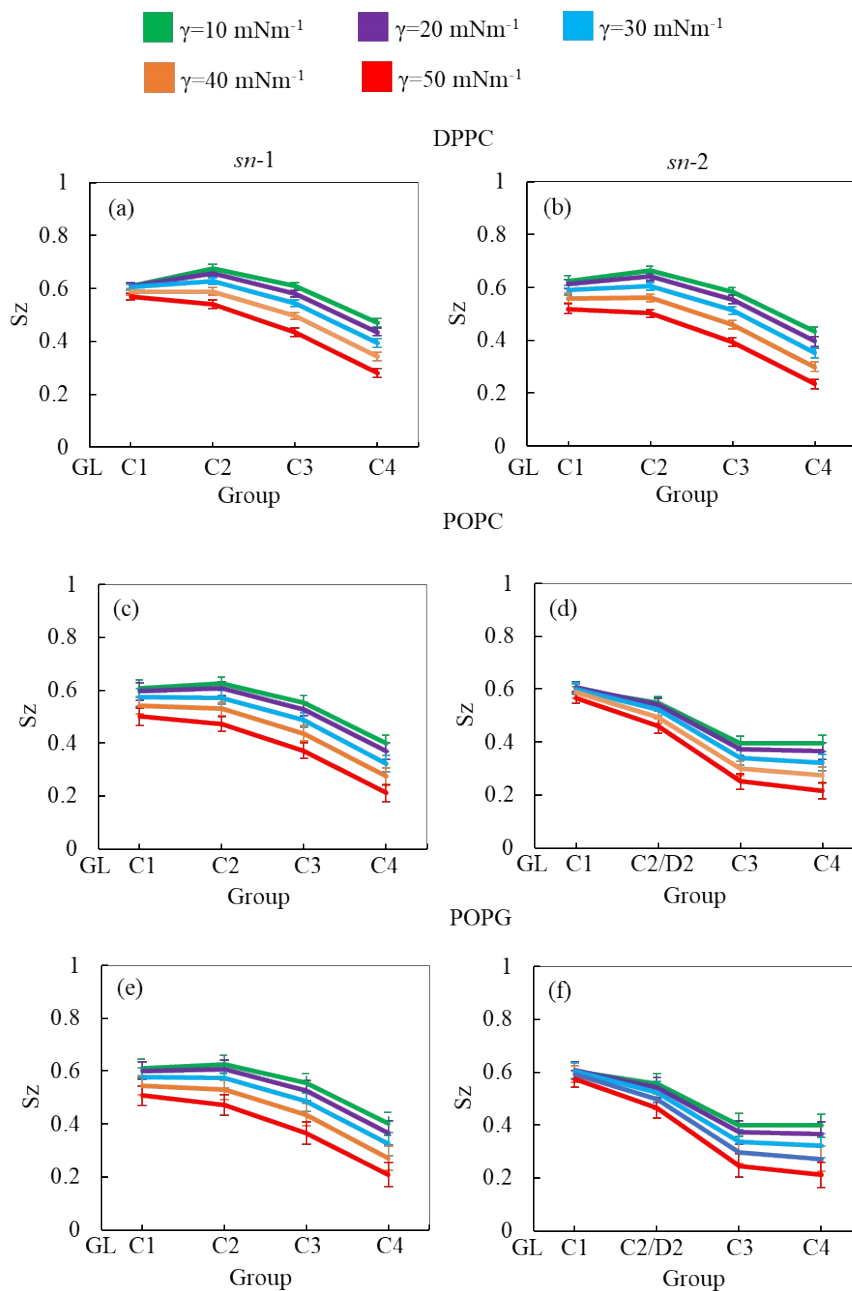 γ=10 mNm⁻¹ γ=20 mNm⁻¹ γ=30 mNm⁻¹
γ=40 mNm⁻¹ γ=50 mNm⁻¹
DPPC
sn-1
(a)
1
0.8
0.6
0.4
0.2
0
Sz
GL C1 C2 C3 C4
Group
sn-2
(b)
1
0.8
0.6
0.4
0.2
0
Sz
GL C1 C2 C3 C4
Group
POPC
(c)
1
0.8
0.6
0.4
0.2
0
Sz
GL C1 C2 C3 C4
Group
(d)
1
0.8
0.6
0.4
0.2
0
Sz
GL C1 C2/D2 C3 C4
Group
POPG
(e)
1
0.8
0.6
0.4
0.2
0
Sz
GL C1 C2 C3 C4
Group
(f)
1
0.8
0.6
0.4
0.2
0
Sz
GL C1 C2/D2 C3 C4
Group